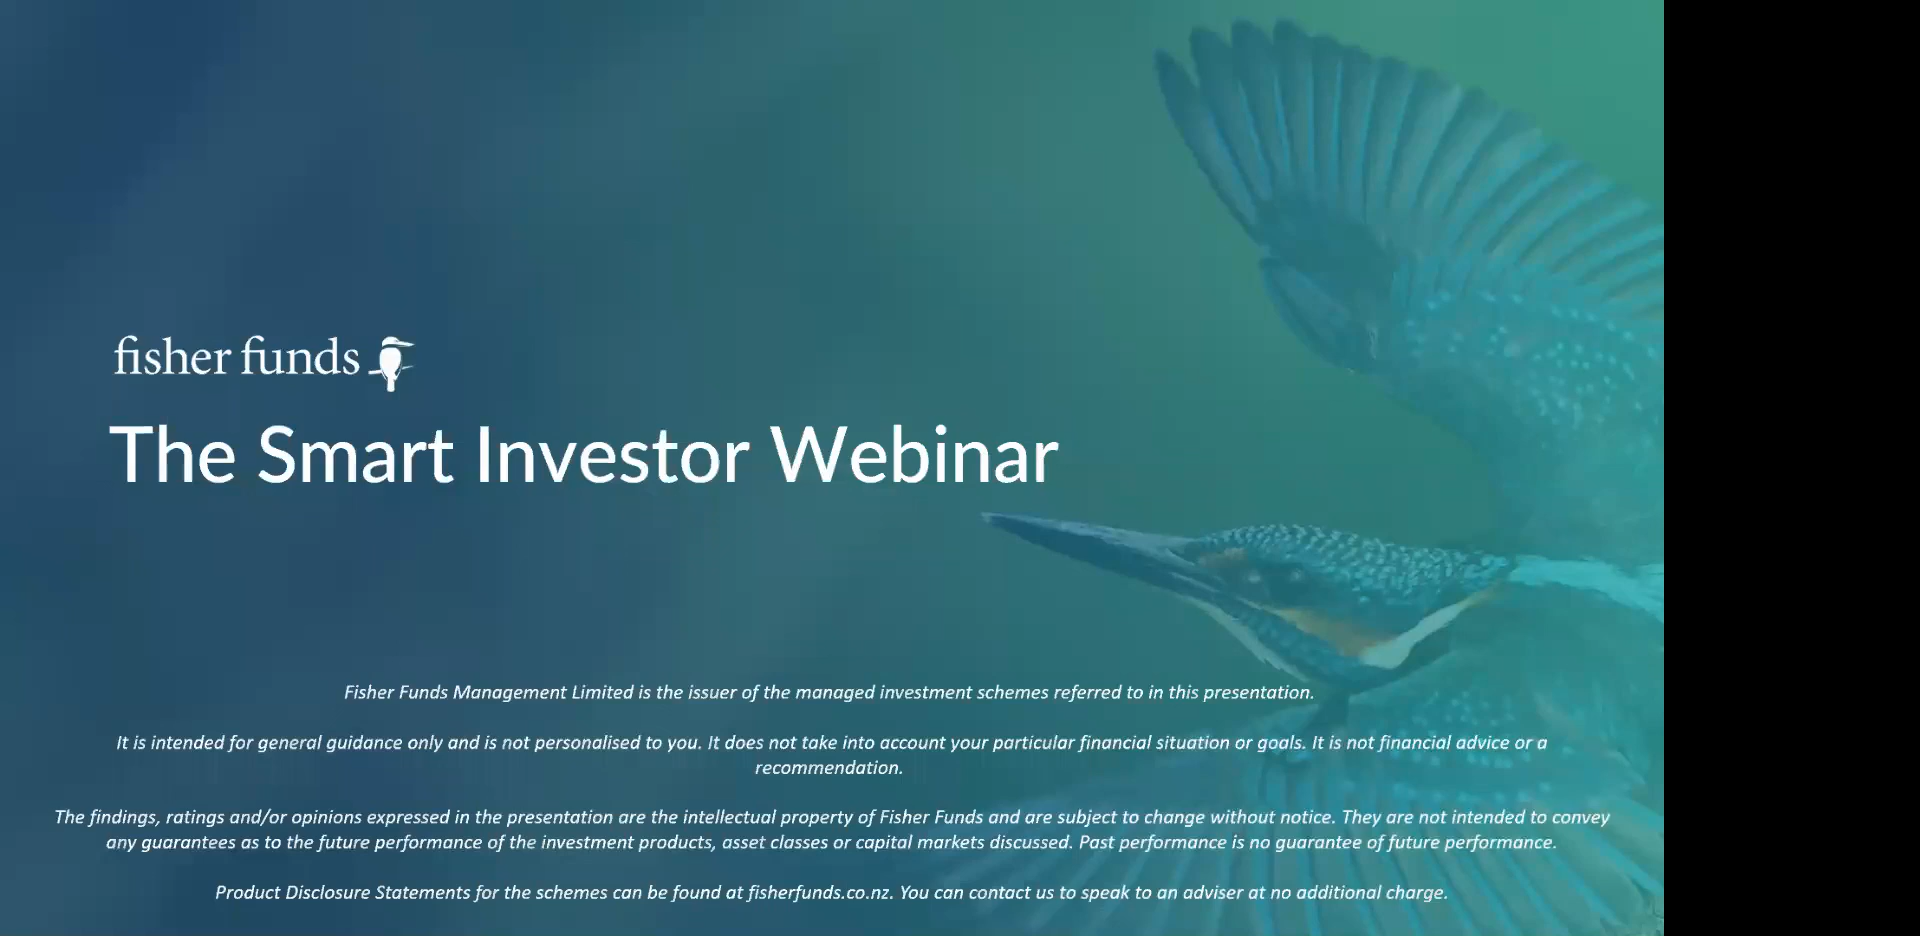 fisher funds
The Smart Investor Webinar
Fisher Funds Management Limited is the issuer of the managed investment schemes referred to in this presentation.
It is intended for general guidance only and is not personalised to you. It does not take into account your particular financial situation or goals. It is not financial advice or a
recommendation.
The findings, ratings and/or opinions expressed in the presentation are the intellectual property of Fisher Funds and are subject to change without notice. They are not intended to convey
any guarantees as to the future performance of the investment products, asset classes or capital markets discussed. Past performance is no guarantee of future performance.
Product Disclosure Statements for the schemes can be found at fisherfunds.co.nz. You can contact us to speak to an adviser at no additional charge.